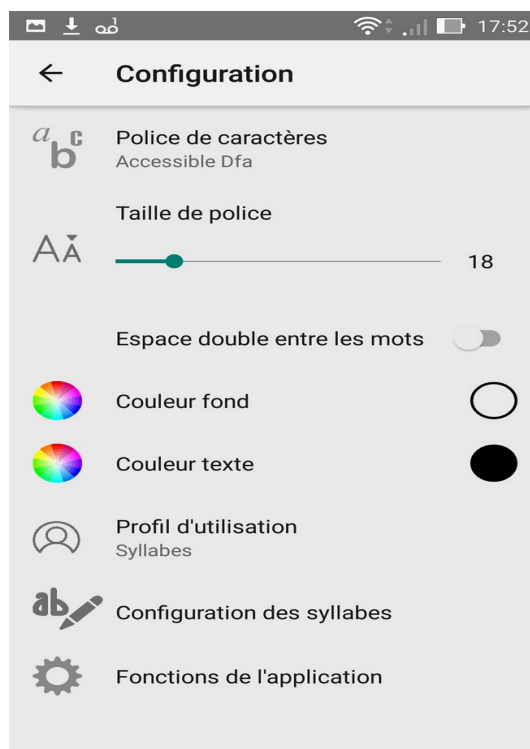 17:52
Configuration
Police de caractères
Accessible Dfa
Taille de police
18
Espace double entre les mots
Couleur fond
Couleur texte
Profil d'utilisation
Syllabes
Configuration des syllabes
Fonctions de l'application